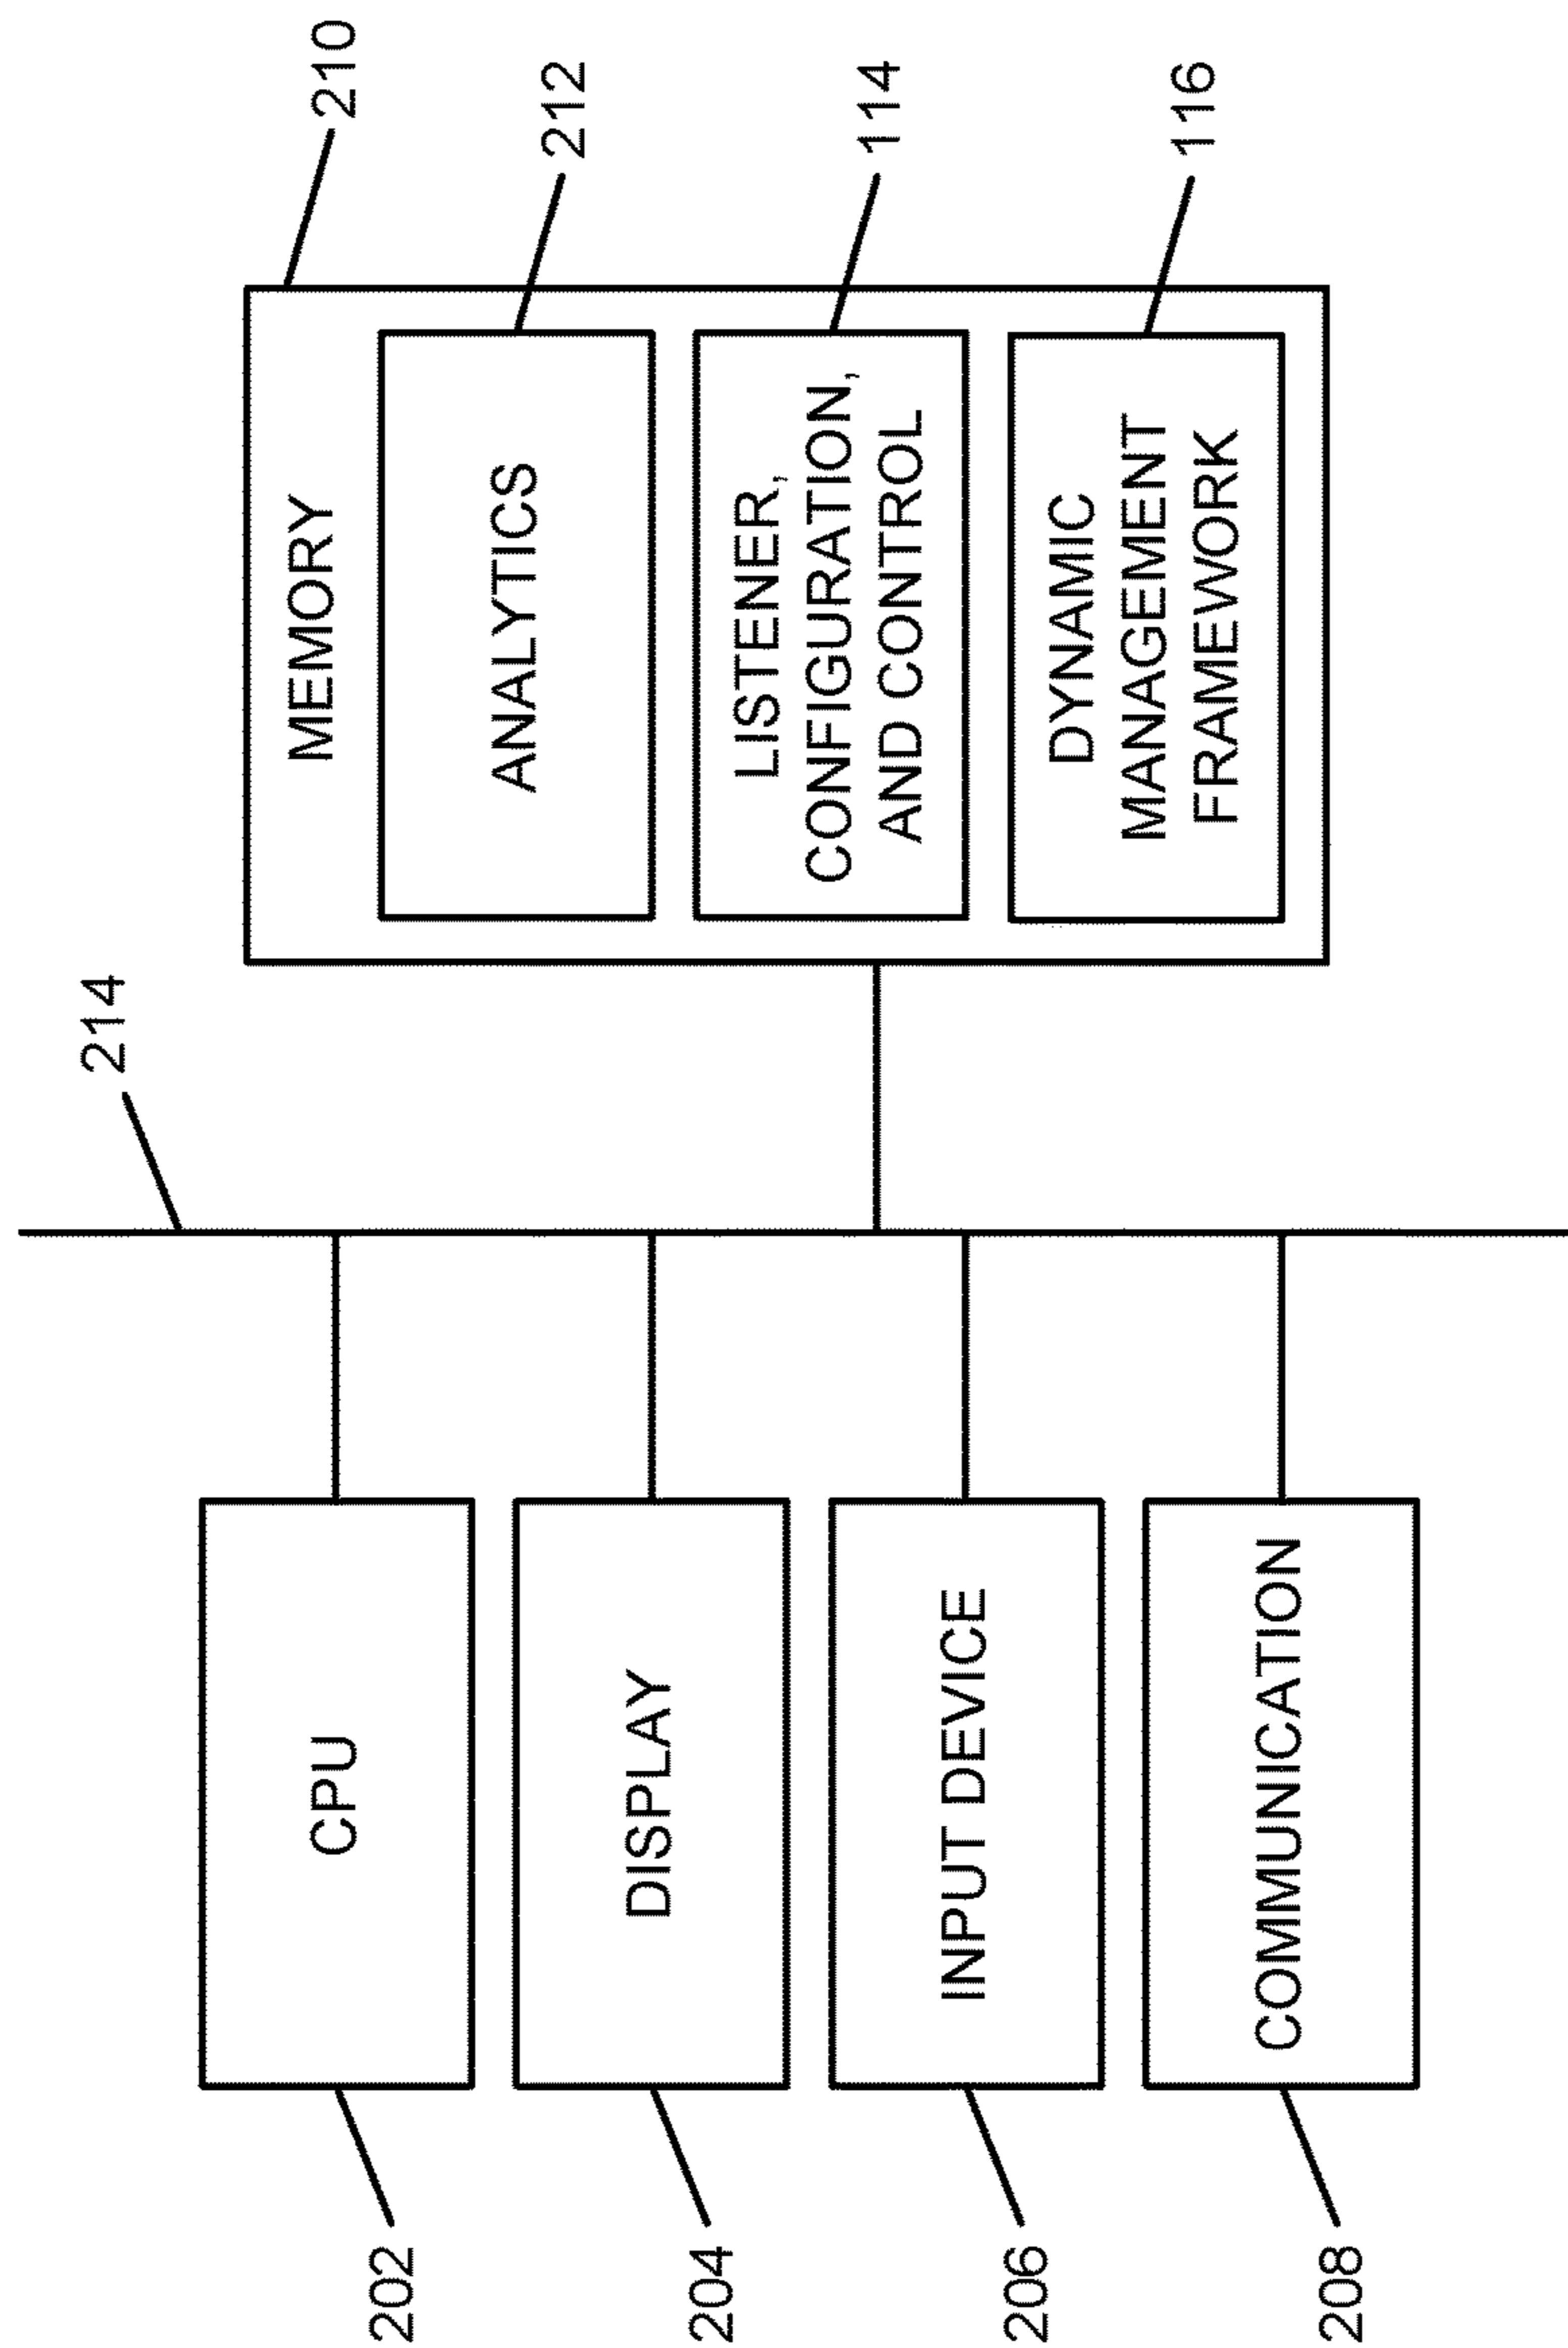 202
CPU
204
DISPLAY
206
INPUT DEVICE
208
COMMUNICATION
214
MEMORY
210
ANALYTICS
212
LISTENER,
CONFIGURATION,
AND CONTROL
114
DYNAMIC
MANAGEMENT
FRAMEWORK
116